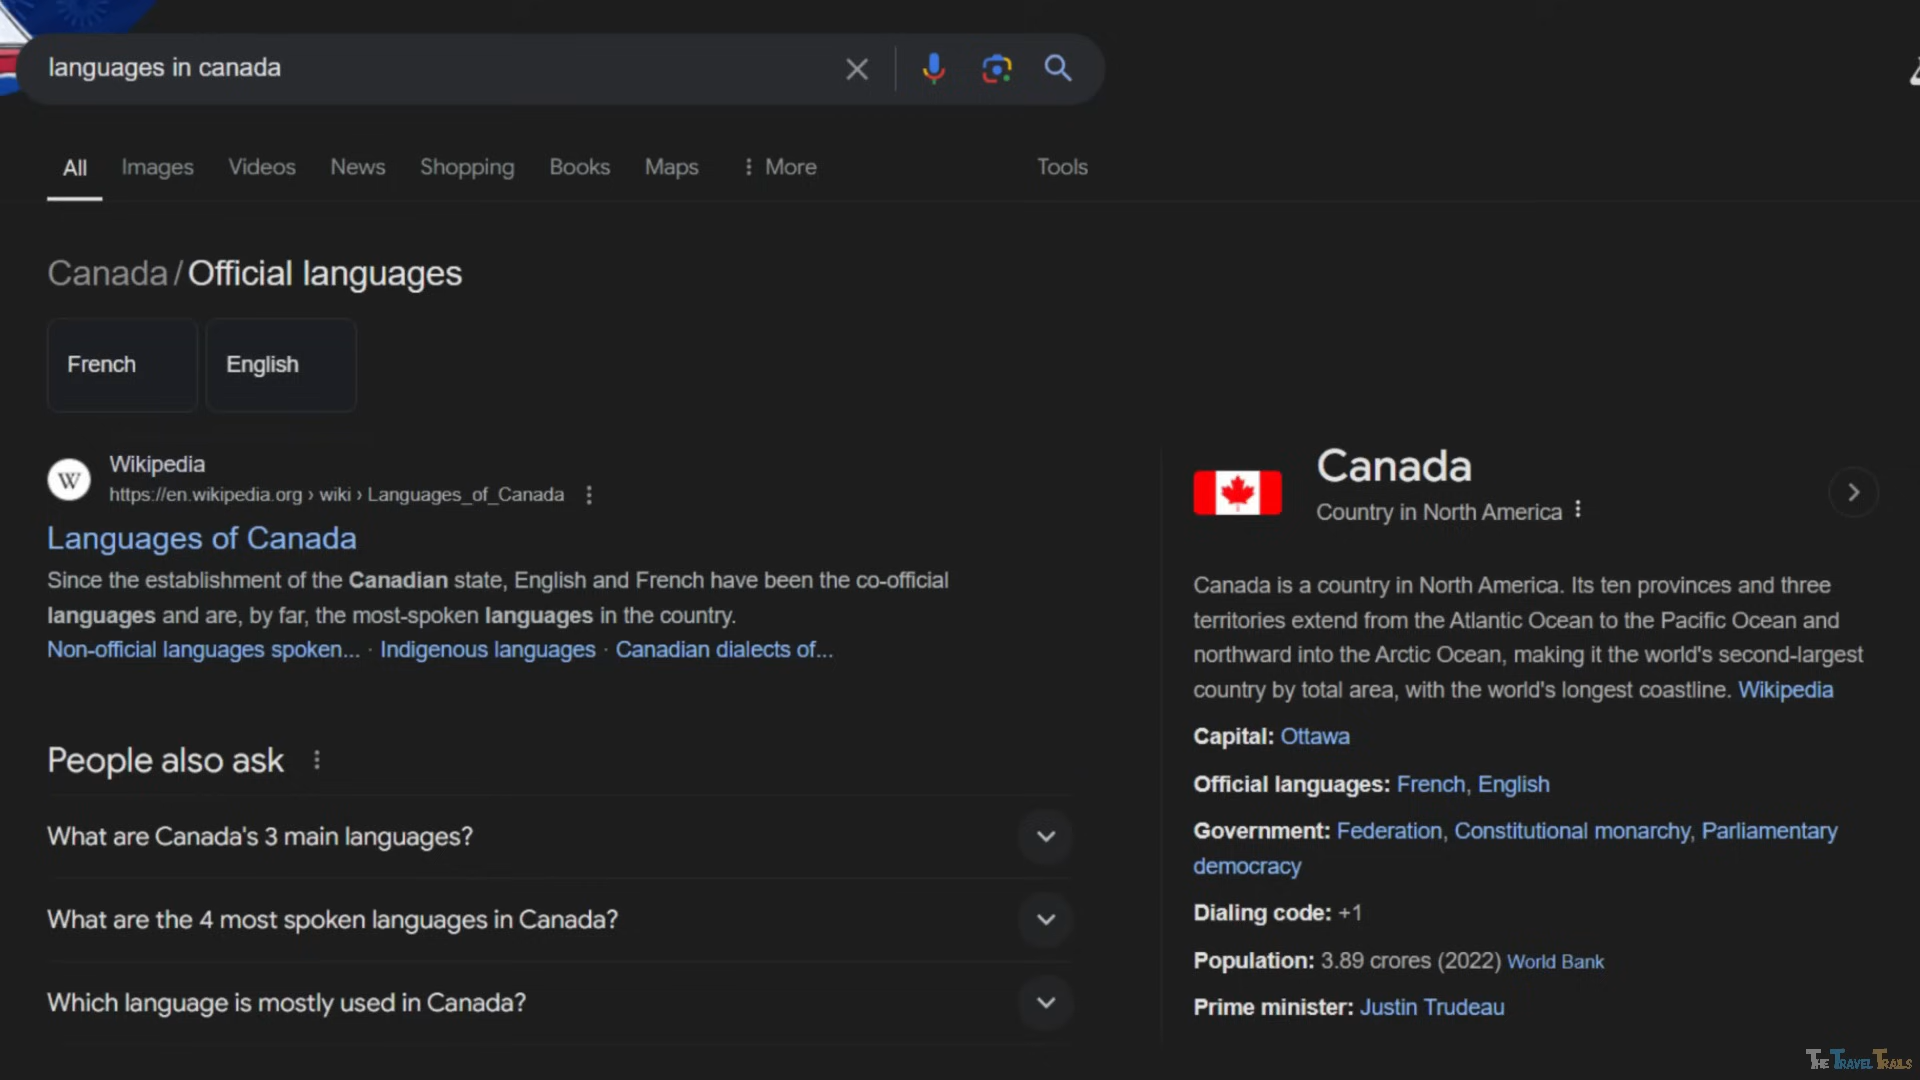 languages in canada
All Images Videos News Shopping Books Maps More Tools
Canada / Official languages
French English
Wikipedia
https://en.wikipedia.org › wiki › Languages_of_Canada
Languages of Canada
Since the establishment of the Canadian state, English and French have been the co-official
languages and are, by far, the most-spoken languages in the country.
Non-official languages spoken... · Indigenous languages · Canadian dialects of...
People also ask
What are Canada's 3 main languages?
What are the 4 most spoken languages in Canada?
Which language is mostly used in Canada?
Canada
Country in North America
Canada is a country in North America. Its ten provinces and three
territories extend from the Atlantic Ocean to the Pacific Ocean and
northward into the Arctic Ocean, making it the world's second-largest
country by total area, with the world's longest coastline. Wikipedia
Capital: Ottawa
Official languages: French, English
Government: Federation, Constitutional monarchy, Parliamentary
democracy
Dialing code: +1
Population: 3.89 crores (2022) World Bank
Prime minister: Justin Trudeau
THE TRAVEL TRAILS